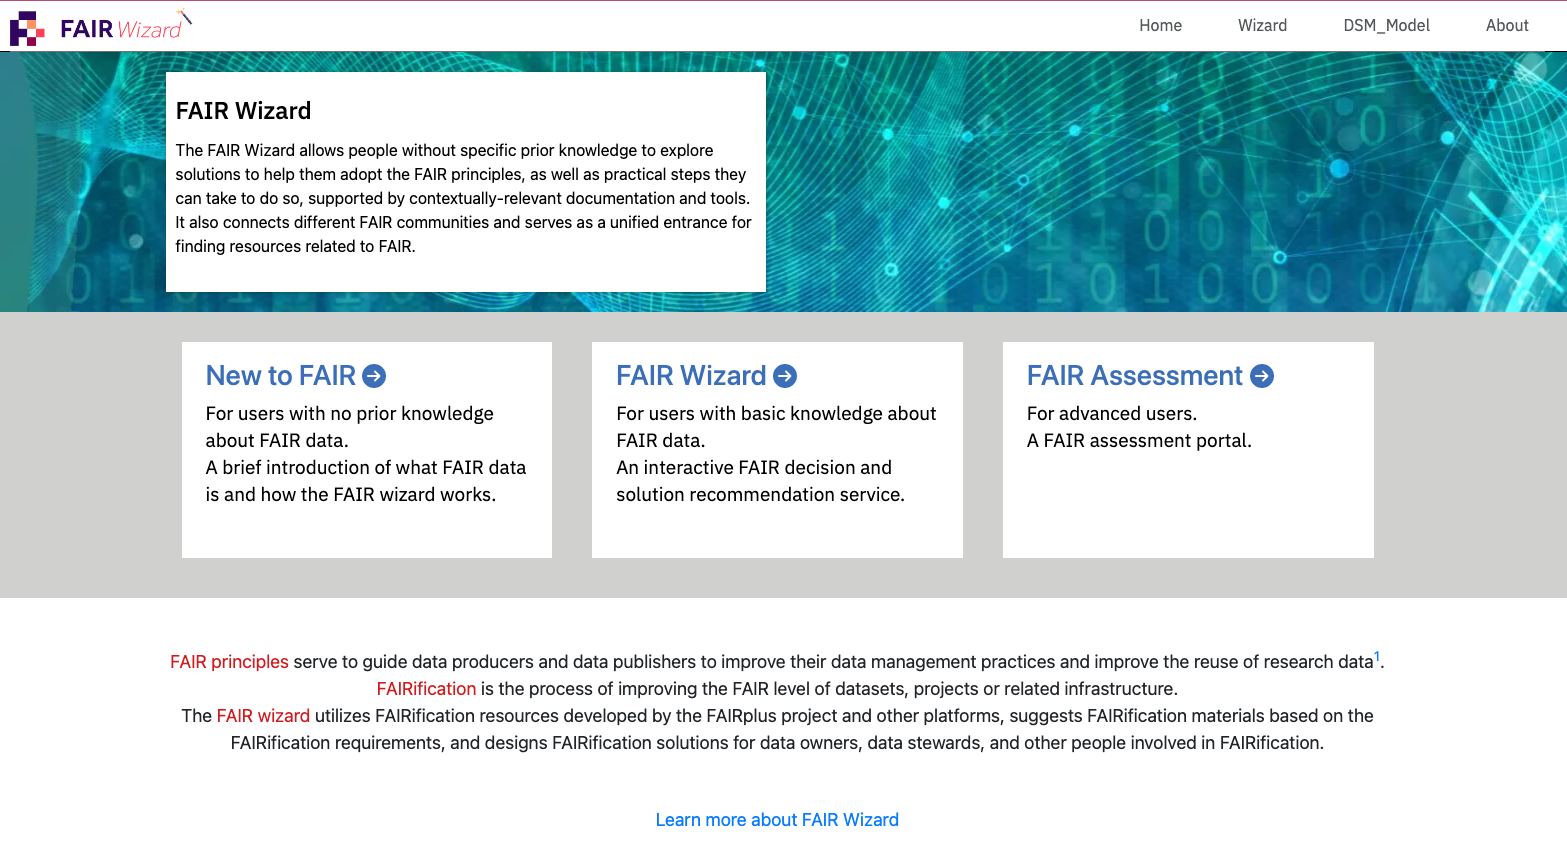 FAIR Wizard
Home Wizard DSM_Model About
FAIR Wizard
The FAIR Wizard allows people without specific prior knowledge to explore
solutions to help them adopt the FAIR principles, as well as practical steps they
can take to do so, supported by contextually-relevant documentation and tools.
It also connects different FAIR communities and serves as a unified entrance for
finding resources related to FAIR.
New to FAIR
For users with no prior knowledge
about FAIR data.
A brief introduction of what FAIR data
is and how the FAIR wizard works.
FAIR Wizard
For users with basic knowledge about
FAIR data.
An interactive FAIR decision and
solution recommendation service.
FAIR Assessment
For advanced users.
A FAIR assessment portal.
FAIR principles serve to guide data producers and data publishers to improve their data management practices and improve the reuse of research data1.
FAIRification is the process of improving the FAIR level of datasets, projects or related infrastructure.
The FAIR wizard utilizes FAIRification resources developed by the FAIRplus project and other platforms, suggests FAIRification materials based on the
FAIRification requirements, and designs FAIRification solutions for data owners, data stewards, and other people involved in FAIRification.
Learn more about FAIR Wizard